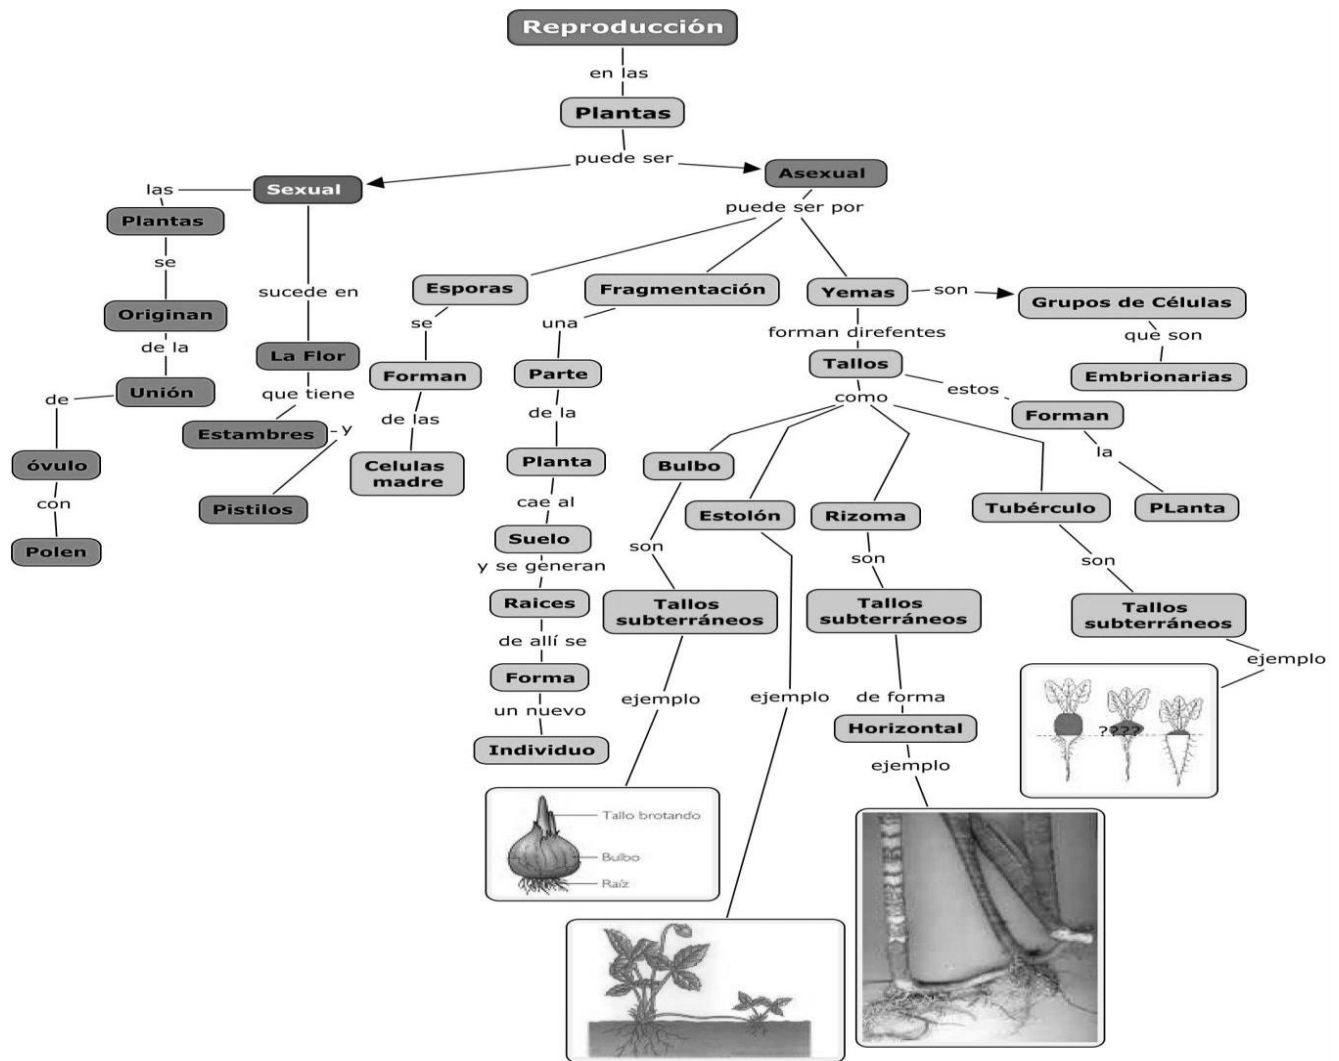 Reproducción
en las
Plantas
puede ser
Sexual
Asexual
las
Plantas
se
Originan
de la
Unión
de
óvulo
con
Polen
sucede en
La Flor
que tiene
Estambres
y
Pistilos
puede ser por
Esporas
se
Forman
de las
Celulas
madre
Fragmentación
una
Parte
de la
Planta
cae al
Suelo
y se generan
Raices
de allí se
Forma
un nuevo
Individuo
Yemas
son
Grupos de Células
que son
Embrionarias
forman direfentes
Tallos
estos
Forman
la
PLanta
como
Bulbo
son
Tallos
subterráneos
ejemplo
Tallo brotando
Bulbo
Raíz
Estolón
ejemplo
Rizoma
son
Tallos
subterráneos
de forma
Horizontal
ejemplo
Tubérculo
son
Tallos
subterráneos
ejemplo
????